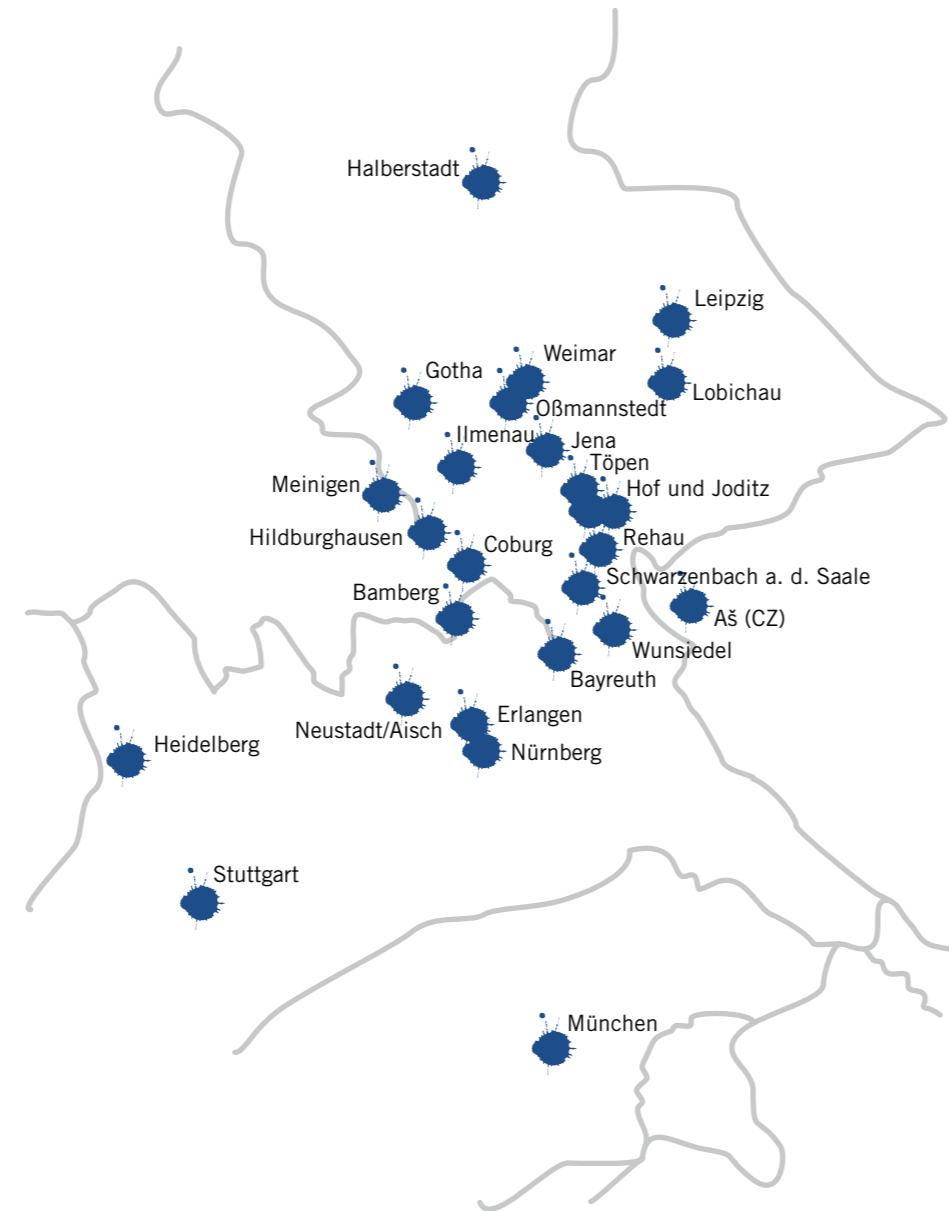 Halberstadt
Leipzig
Weimar
Gotha
Lobichau
Oßmannstedt
Ilmenau
Jena
Töpen
Meinigen
Hof und Joditz
Hildburghausen
Rehau
Coburg
Schwarzenbach a. d. Saale
Bamberg
Aš (CZ)
Wunsiedel
Bayreuth
Erlangen
Neustadt/Aisch
Heidelberg
Nürnberg
Stuttgart
München